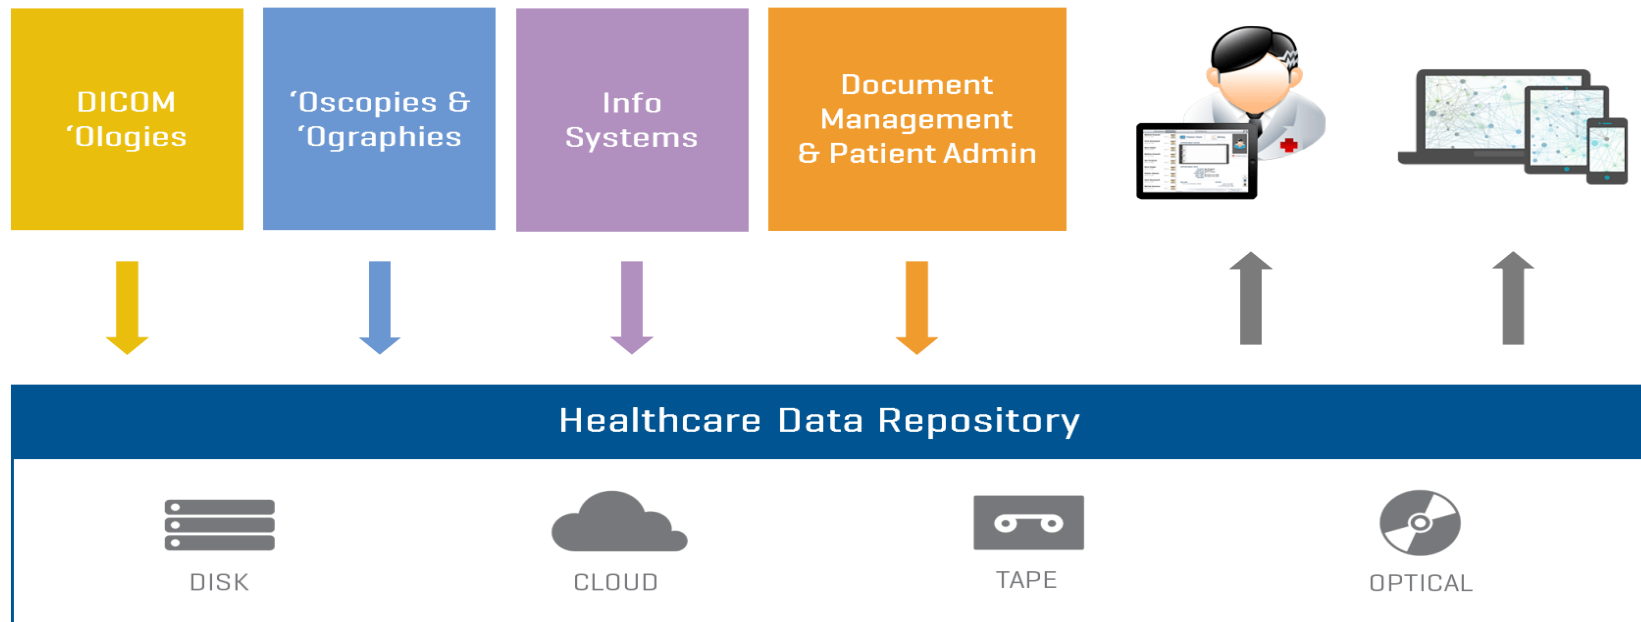 DICOM
‘Ologies
‘Oscopies &
‘Ographies
Info
Systems
Document
Management
& Patient Admin
Healthcare Data Repository
DISK
CLOUD
TAPE
OPTICAL